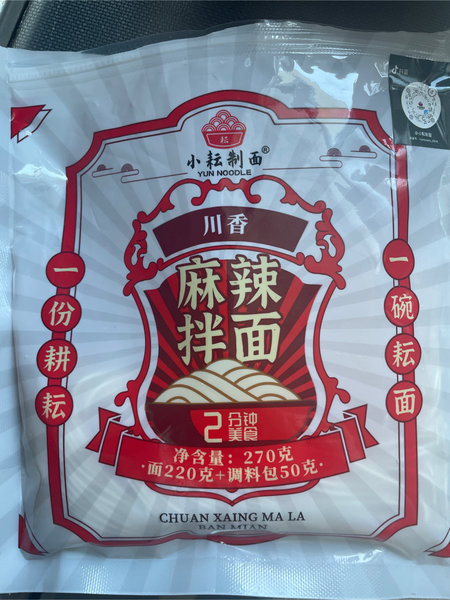 小耘制面®
YUN NOODLE
川香
麻辣
拌面
一份耕耘
一碗耘面
2分钟
美食
净含量：270克
·面220克+调料包50克·
CHUAN XAING MA LA
BAN MIAN